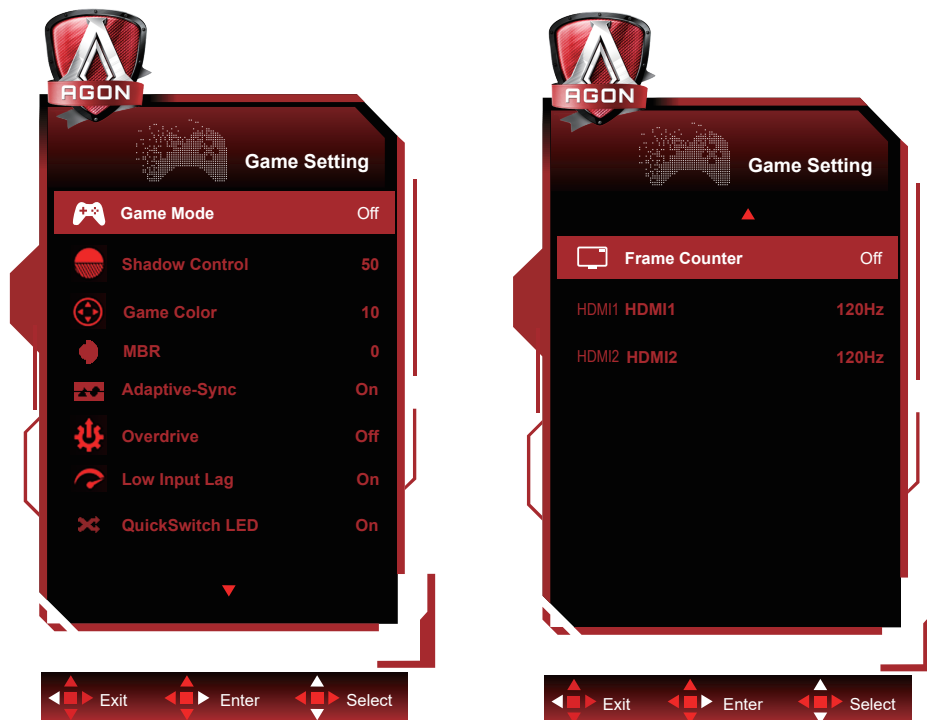 AGON
Game Setting
Game Mode Off
Shadow Control 50
Game Color 10
MBR 0
Adaptive-Sync On
Overdrive Off
Low Input Lag On
QuickSwitch LED On
Exit Enter Select
AGON
Game Setting
Frame Counter Off
HDMI1 HDMI1 120Hz
HDMI2 HDMI2 120Hz
Exit Enter Select